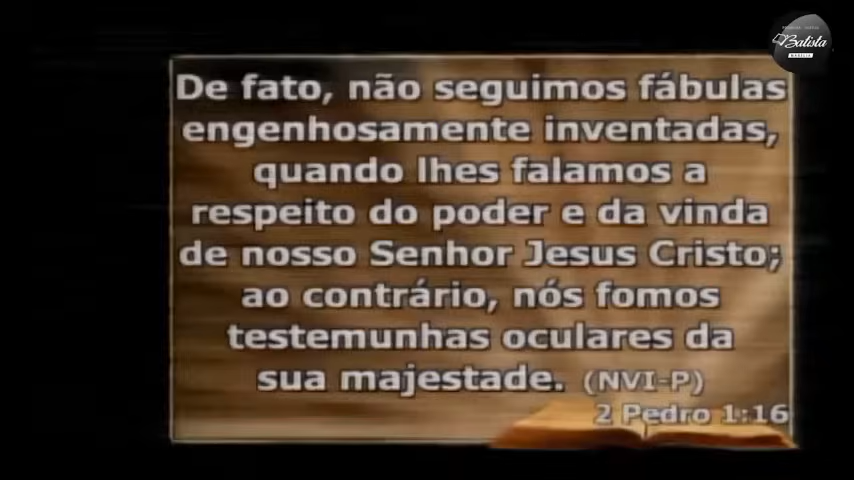 Batista
De fato, não seguimos fábulas
engenhosamente inventadas,
quando lhes falamos a
respeito do poder e da vinda
de nosso Senhor Jesus Cristo;
ao contrário, nós fomos
testemunhas oculares da
sua majestade. (NVI-P)
2 Pedro 1:16